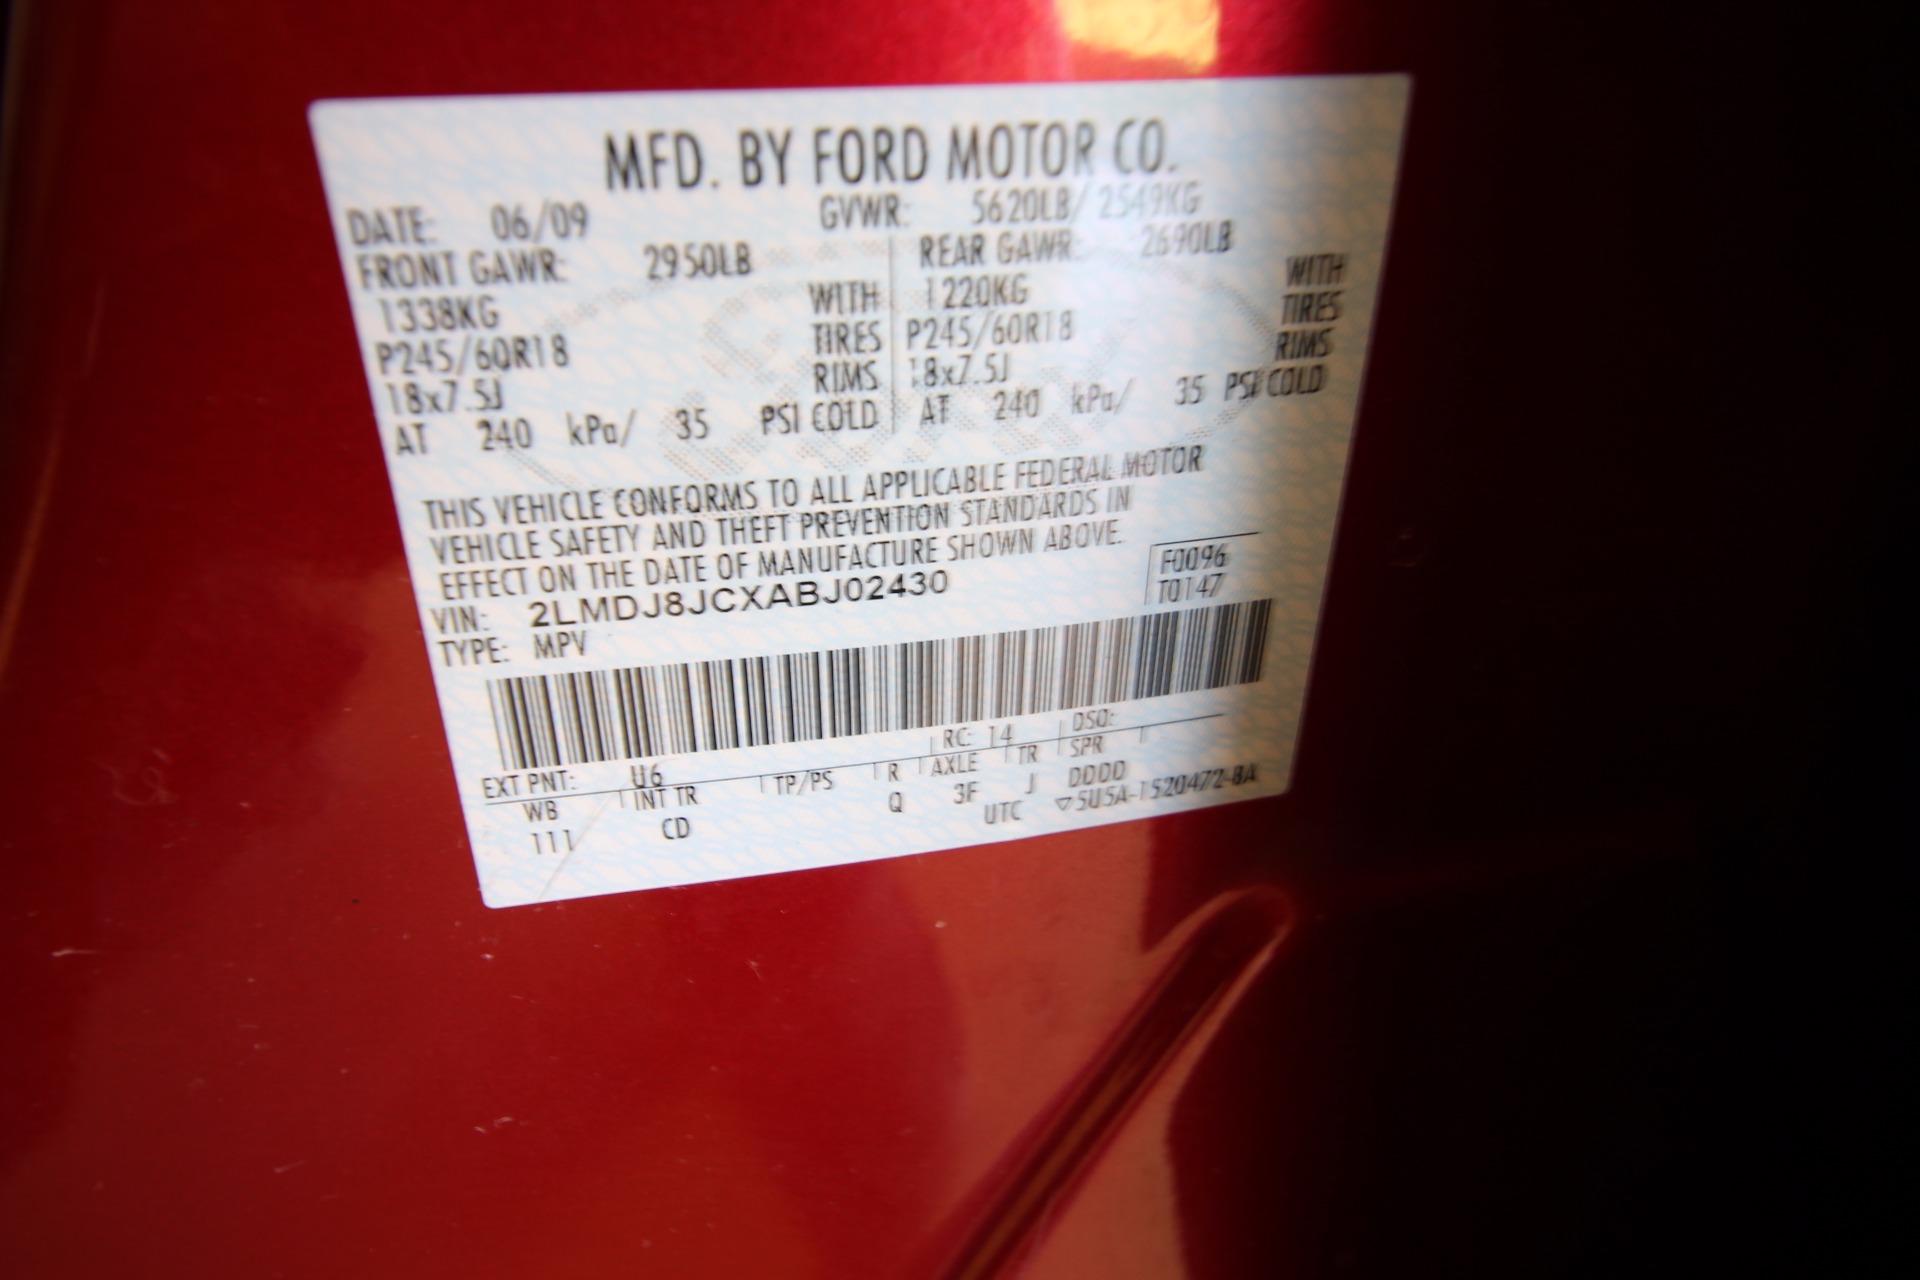 MFD. BY FORD MOTOR CO.
DATE: 06/09 GVWR: 5620LB/ 2549KG
FRONT GAWR: 2950LB REAR GAWR: 2690LB
1338KG WITH 1220KG WITH
P245/60R18 TIRES P245/60R18 TIRES
18x7.5J RIMS 18x7.5J RIMS
AT 240 kPa/ 35 PSI COLD AT 240 kPa/ 35 PSI COLD
THIS VEHICLE CONFORMS TO ALL APPLICABLE FEDERAL MOTOR
VEHICLE SAFETY AND THEFT PREVENTION STANDARDS IN
EFFECT ON THE DATE OF MANUFACTURE SHOWN ABOVE.
VIN: 2LMDJ8JCXABJ02430 F0096
TYPE: MPV T0147
EXT PNT: U6 RC: 14 DSO:
WB INT TR TP/PS R AXLE TR SPR
111 CD Q 3F J DDDD
UTC ▽5U5A-1520472-BA